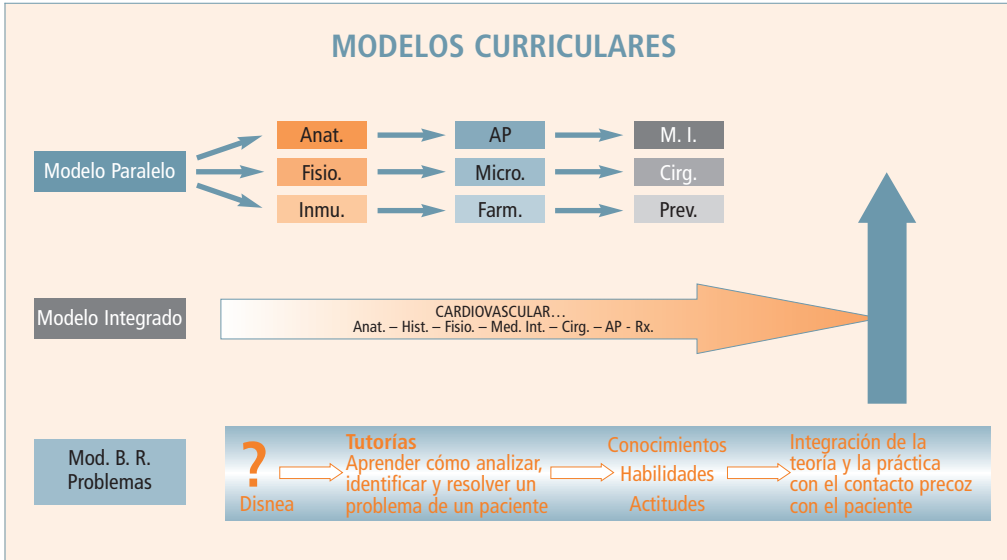 MODELOS CURRICULARES
Modelo Paralelo
Anat.
AP
M. I.
Fisio.
Micro.
Cirg.
Inmu.
Farm.
Prev.
Modelo Integrado
CARDIOVASCULAR...
Anat. – Hist. – Fisio. – Med. Int. – Cirg. – AP - Rx.
Mod. B. R.
Problemas
?
Disnea
Tutorías
Aprender cómo analizar,
identificar y resolver un
problema de un paciente
Conocimientos
Habilidades
Actitudes
Integración de la
teoría y la práctica
con el contacto precoz
con el paciente